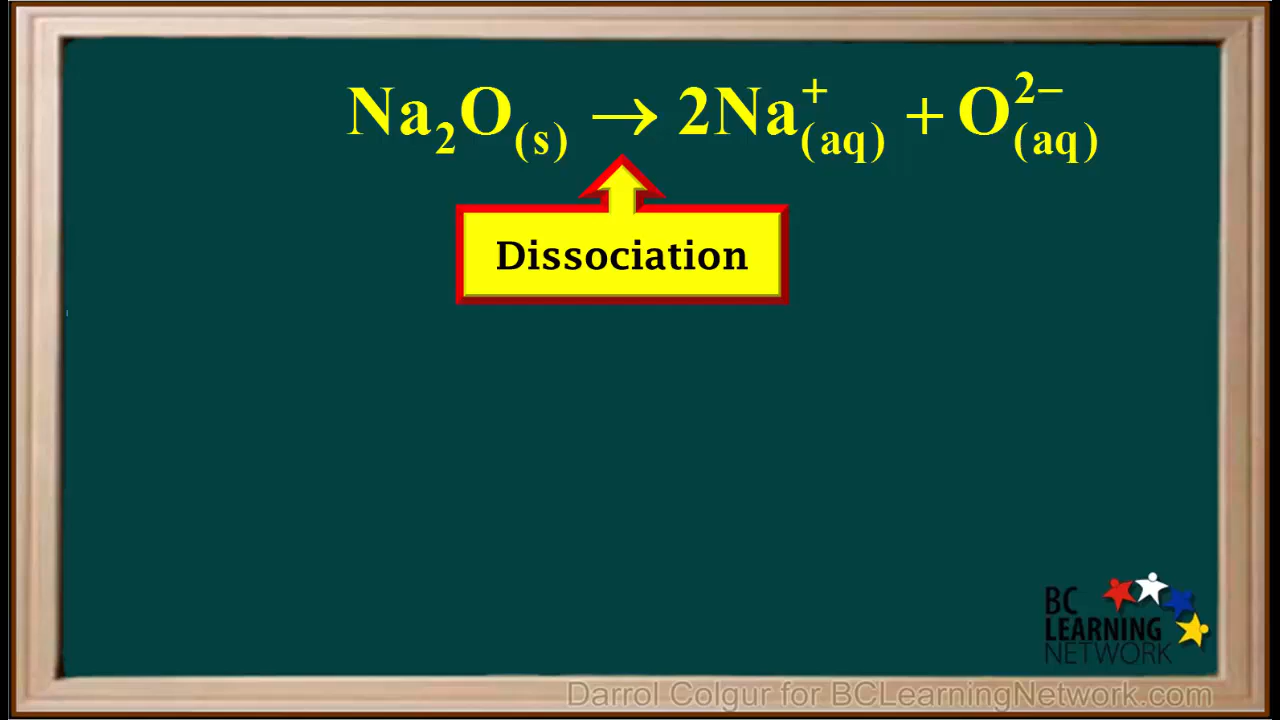 Na₂O₍s₎ → 2Na⁺₍aq₎ + O²⁻₍aq₎
Dissociation
BC
LEARNING
NETWORK
Darrol Colgur for BCLearningNetwork.com